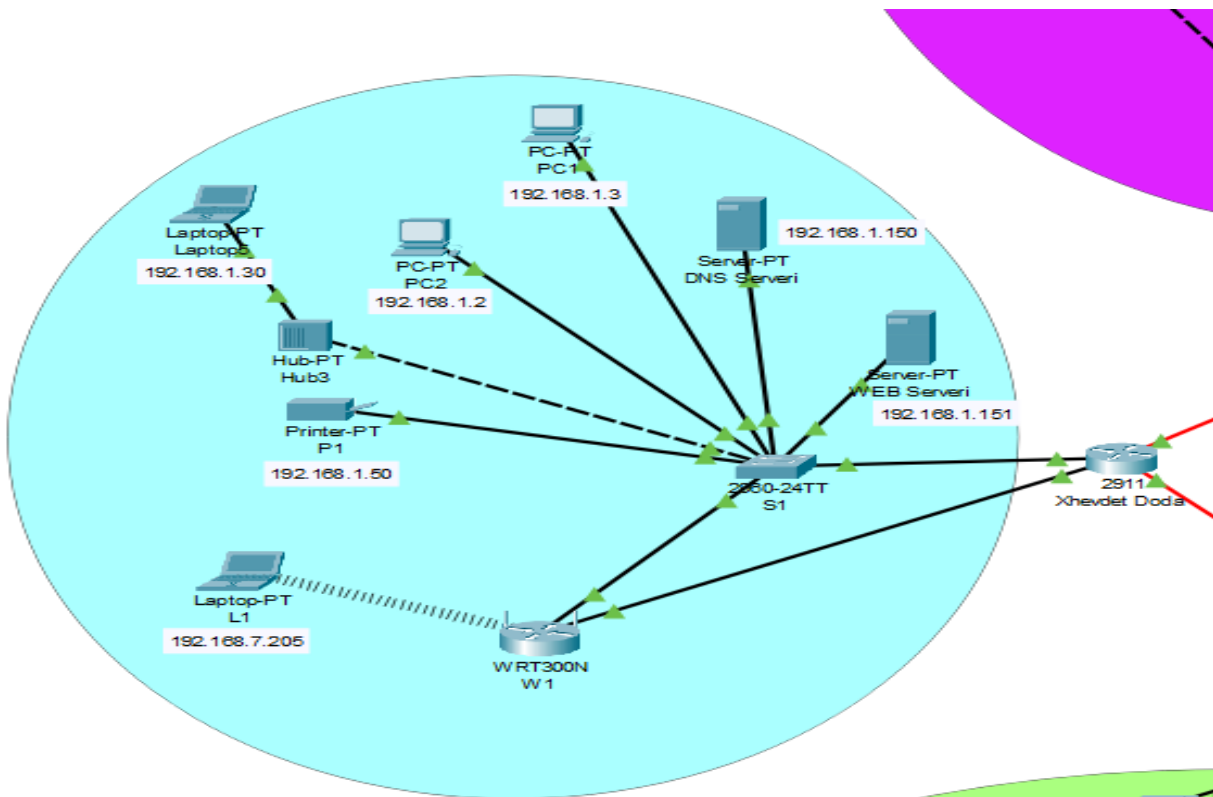 PC-PT
PC1
192.168.1.3
Laptop-PT
Laptop5
192.168.1.30
PC-PT
PC2
192.168.1.2
192.168.1.150
Server-PT
DNS Serveri
Hub-PT
Hub3
Server-PT
WEB Serveri
192.168.1.151
Printer-PT
P1
192.168.1.50
2960-24TT
S1
2911
Xhevdet Doda
Laptop-PT
L1
192.168.7.205
WRT300N
W1